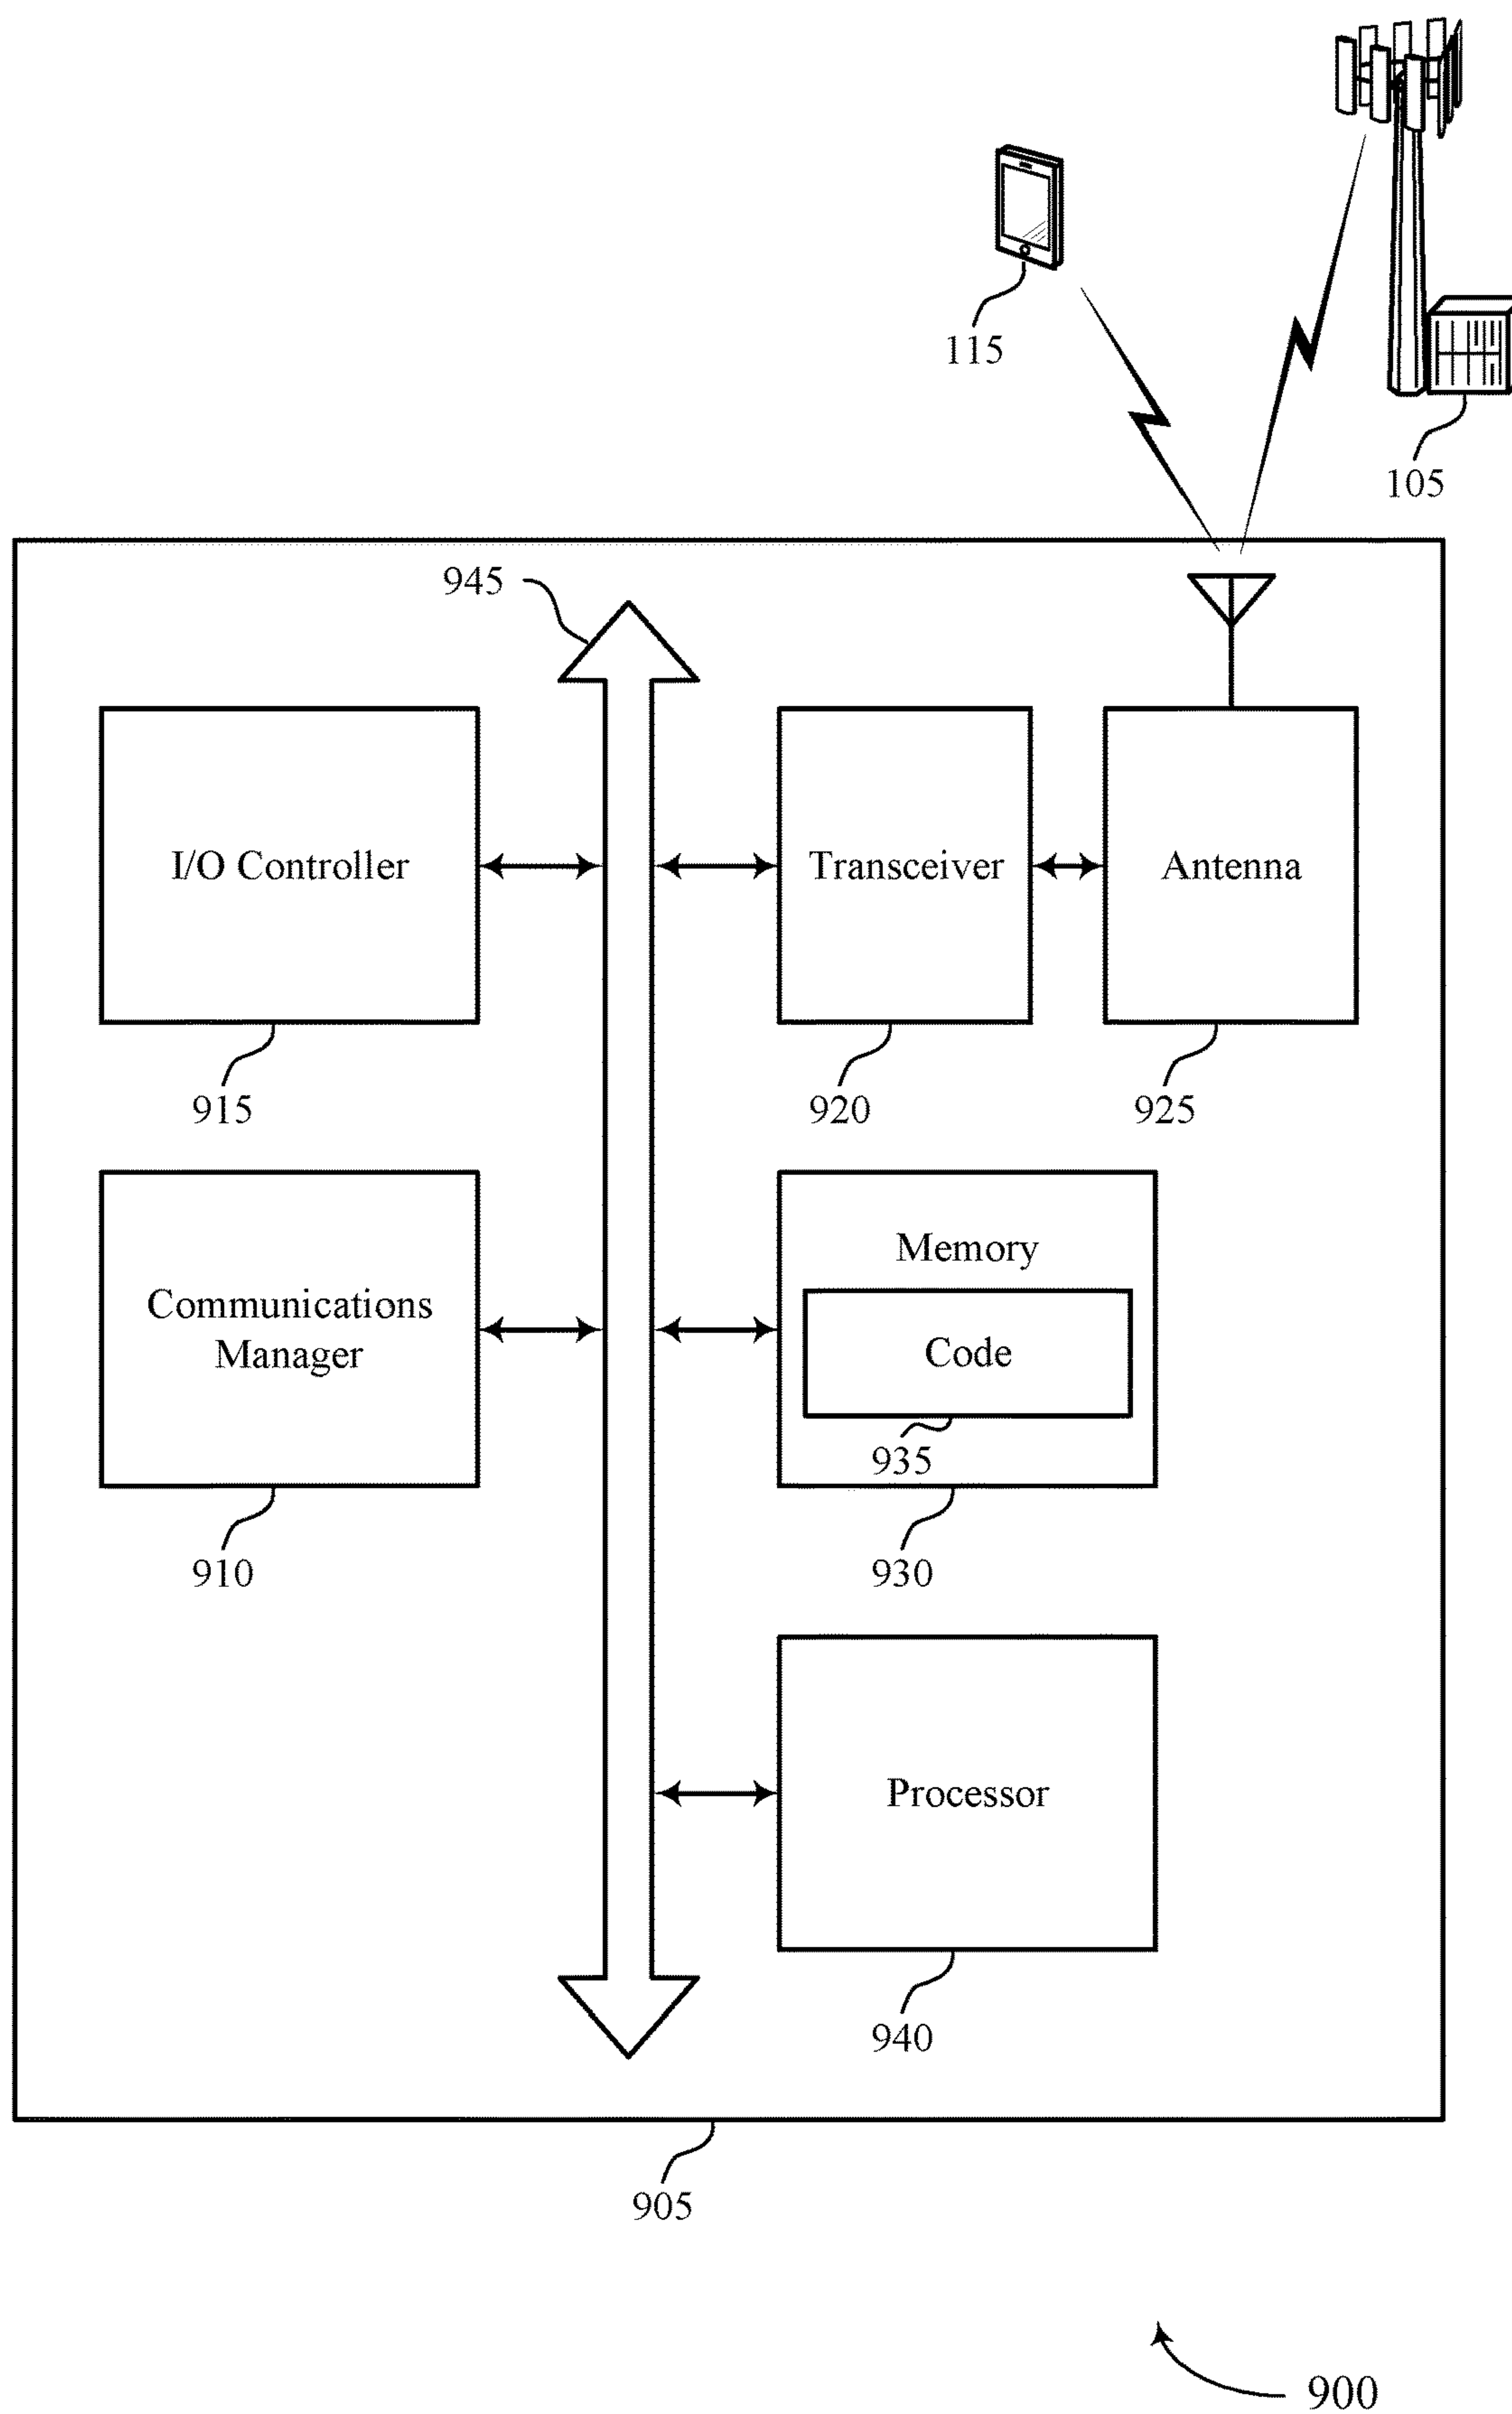 115
105
945
I/O Controller
Transceiver
Antenna
915
920
925
Communications
Manager
Memory
Code
935
910
930
Processor
940
905
900